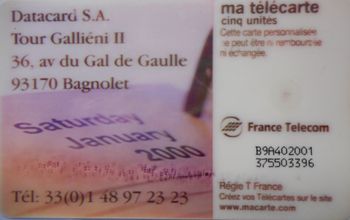 Datacard S.A.
Tour Galliéni II
36, av du Gal de Gaulle
93170 Bagnolet
Saturday
January
2000
Tél: 33(0)1 48 97 23 23
ma télécarte
cinq unités
Cette carte personnalisée
ne peut être ni remboursée
ni échangée.
France Telecom
B9A402001
375503396
Régie T France
Créez vos Télécartes sur le site
www.macarte.com